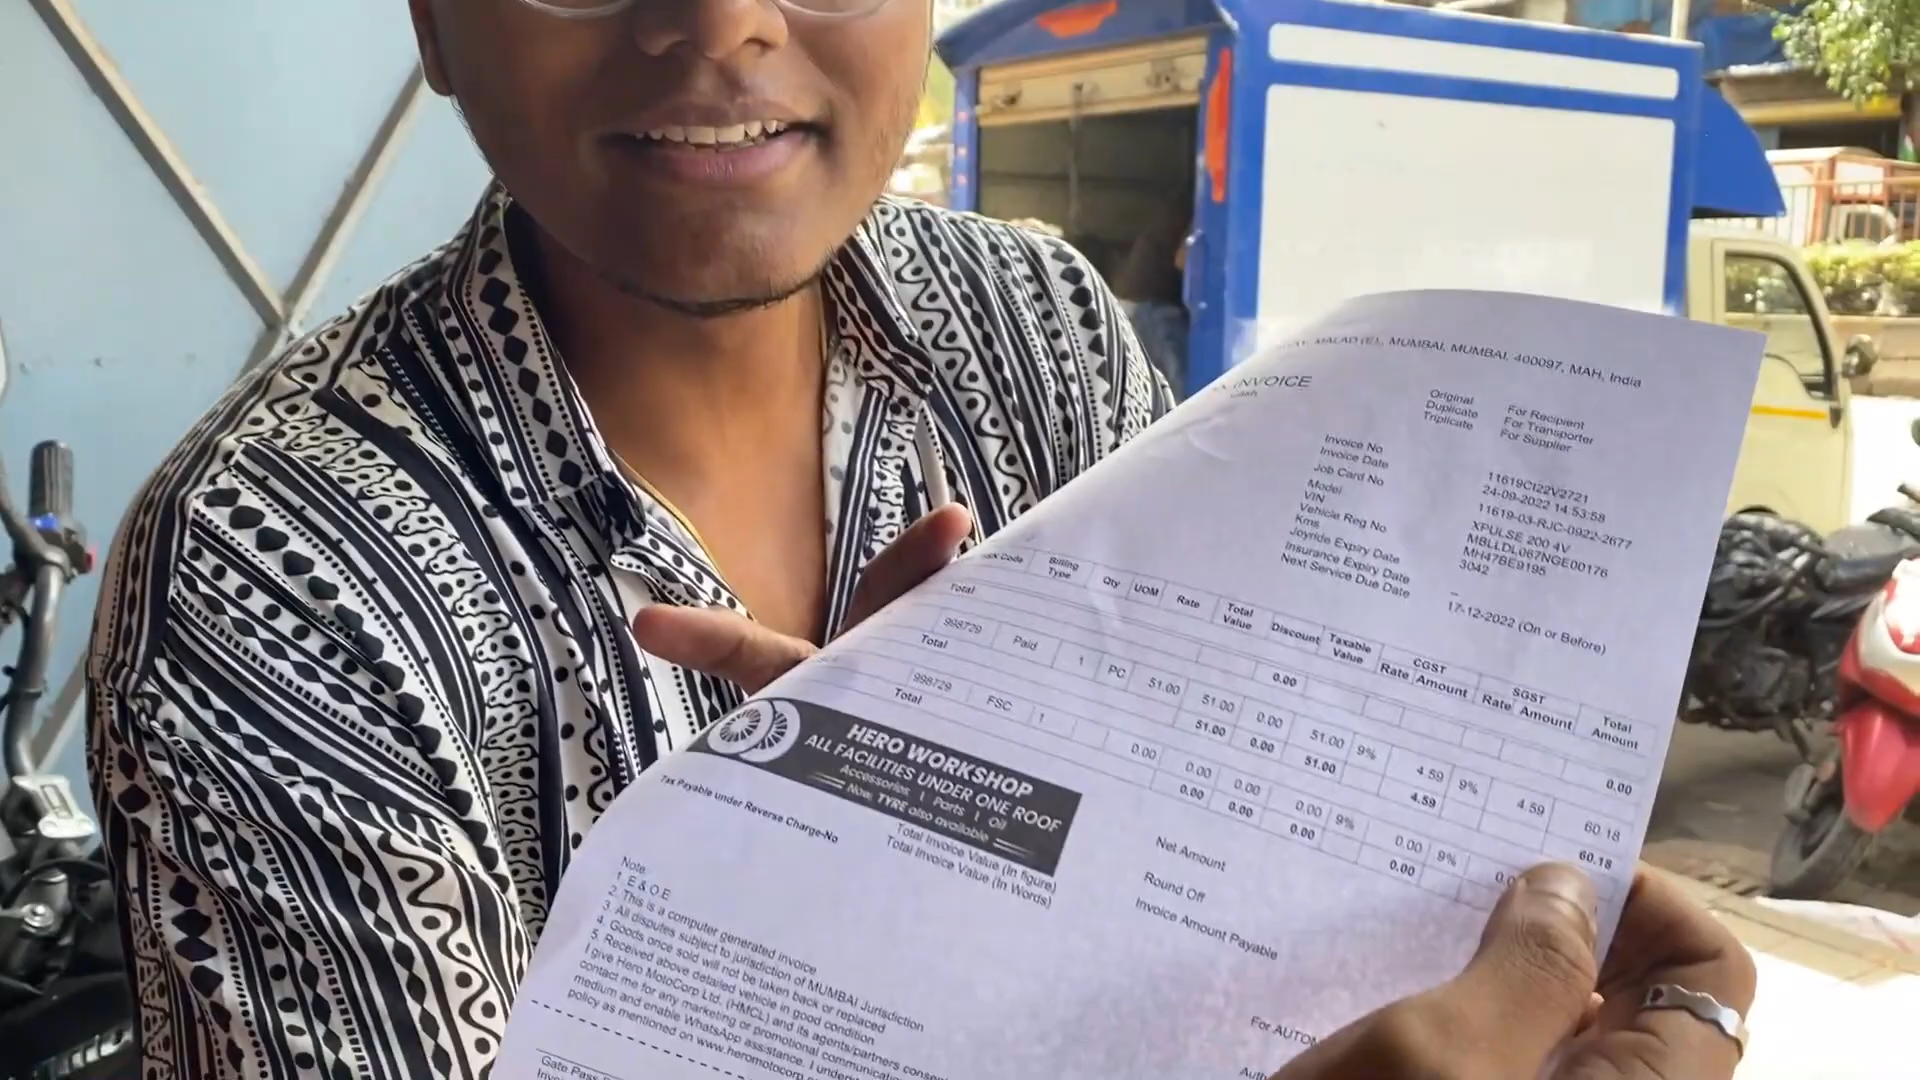 MALAD (E), MUMBAI, MUMBAI, 400097, MAH, India
INVOICE
Cash
Original For Recipient
Duplicate For Transporter
Triplicate For Supplier
Invoice No 11619CI22V2721
Invoice Date 24-09-2022 14:53:58
Job Card No 11619-03-RJC-0922-2677
Model XPULSE 200 4V
VIN MBLLDL067NGE00176
Vehicle Reg No MH47BE9195
Kms 3042
Joyride Expiry Date
Insurance Expiry Date -
Next Service Due Date 17-12-2022 (On or Before)
Code Billing Type Qty UOM Rate Total Value Discount Taxable Value CGST Rate Amount SGST Rate Amount Total Amount
Total 0.00 0.00
998729 Paid 1 PC 51.00 51.00 0.00 51.00 9% 4.59 9% 4.59 60.18
Total 51.00 0.00 51.00 4.59 60.18
998729 FSC 1 0.00 0.00 0.00 0.00 9% 0.00 9%
Total 0.00 0.00 0.00 0.00
HERO WORKSHOP
ALL FACILITIES UNDER ONE ROOF
Accessories | Parts | Oil
Now, TYRE also available
Tax Payable under Reverse Charge-No
Total Invoice Value (In figure)
Total Invoice Value (In Words)
Net Amount
Round Off
Invoice Amount Payable
Note:
1. E & O E
2. This is a computer generated invoice
3. All disputes subject to jurisdiction of MUMBAI Jurisdiction
4. Goods once sold will not be taken back or replaced
5. Received above detailed vehicle in good condition
I give Hero MotoCorp Ltd. (HMCL) and its agents/partners
contact me for any marketing or promotional
medium and enable WhatsApp assistance. I
policy as mentioned on www.heromotocorp
For
Gate Pass